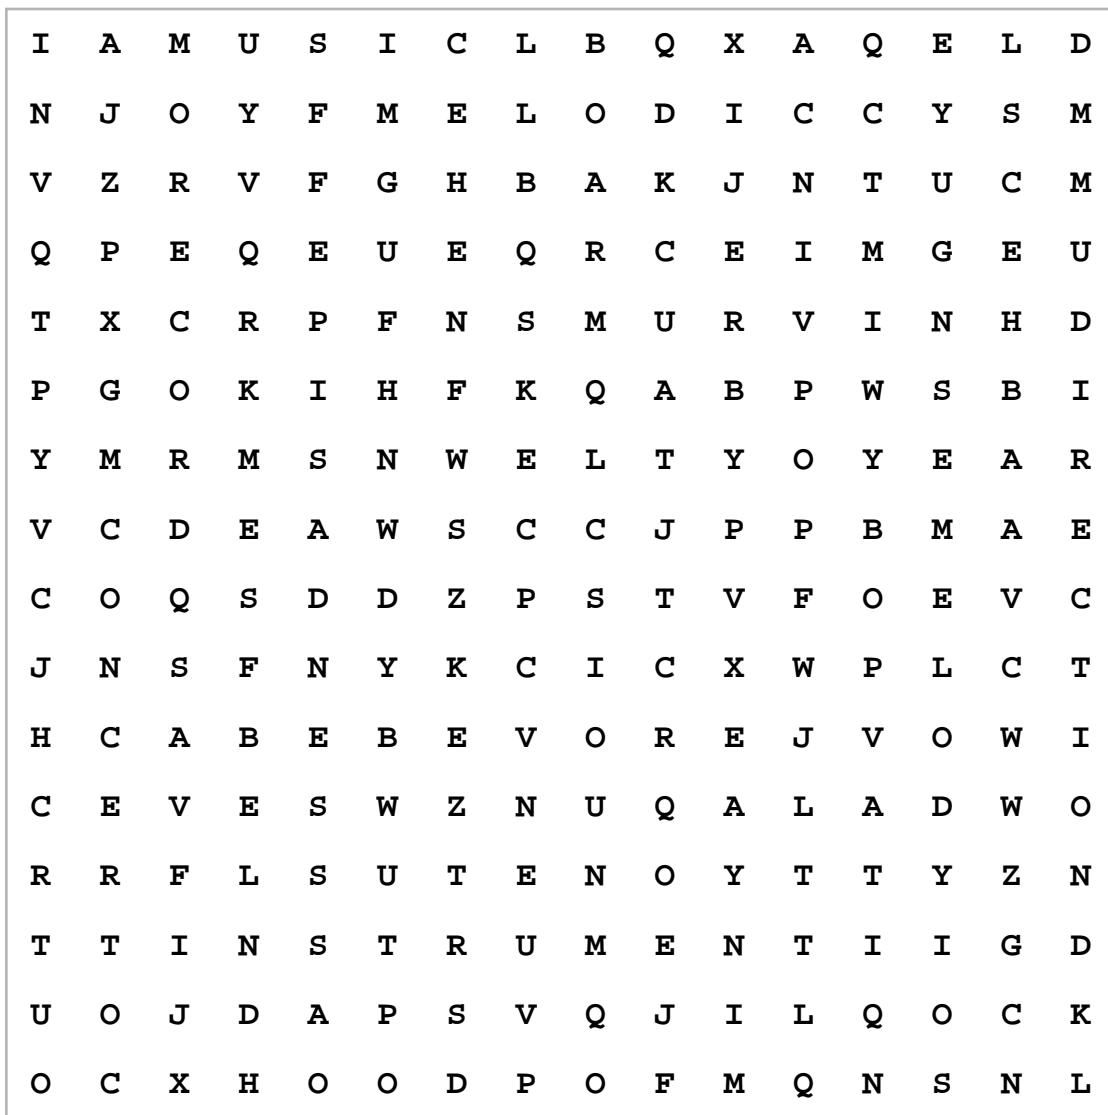 I A M U S I C L B Q X A Q E L D
N J O Y F M E L O D I C C Y S M
V Z R V F G H B A K J N T U C M
Q P E Q E U E Q R C E I M G E U
T X C R P F N S M U R V I N H D
P G O K I H F K Q A B P W S B I
Y M R M S N W E L T Y O Y E A R
V C D E A W S C C J P P B M A E
C O Q S D D Z P S T V F O E V C
J N S F N Y K C I C X W P L C T
H C A B E B E V O R E J V O W I
C E V E S W Z N U Q A L A D W O
R R F L S U T E N O Y T T Y Z N
T T I N S T R U M E N T I I G D
U O J D A P S V Q J I L Q O C K
O C X H O O D P O F M Q N S N L